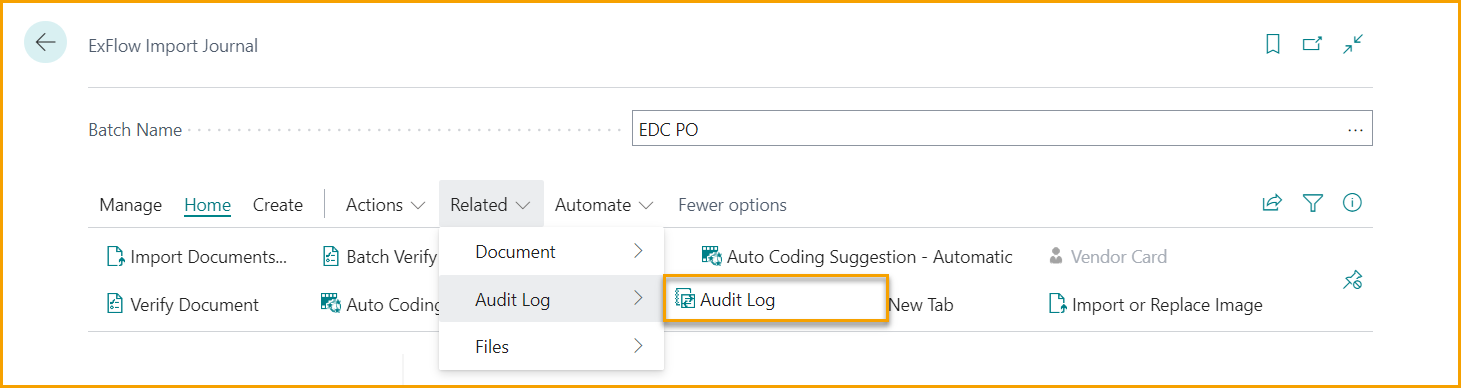 ExFlow Import Journal
Batch Name EDC PO ...
Manage Home Create Actions Related Automate Fewer options
Document
Import Documents... Batch Verify Auto Coding Suggestion - Automatic Vendor Card
Audit Log Audit Log
Verify Document Auto Coding New Tab Import or Replace Image
Files